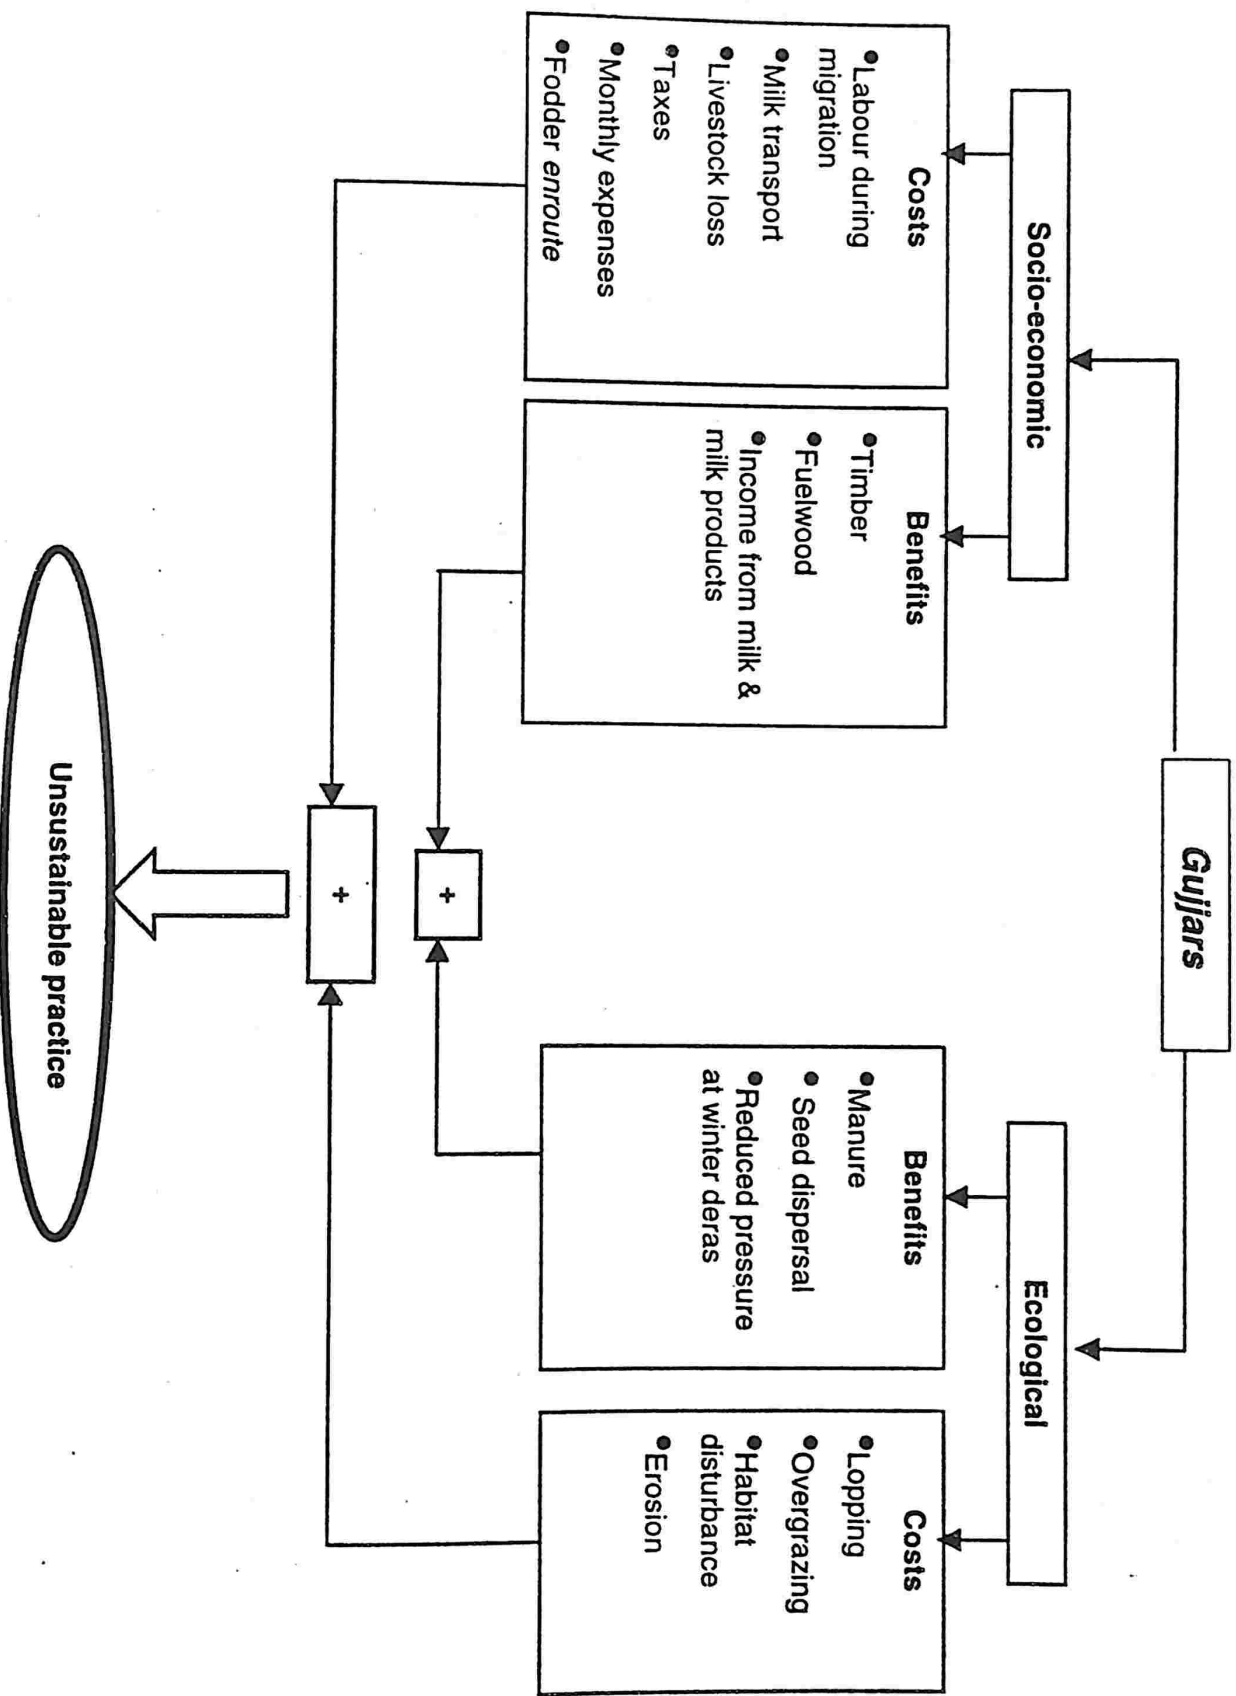 Gujjars
Socio-economic
Ecological
Costs
•Labour during
migration
•Milk transport
•Livestock loss
•Taxes
•Monthly expenses
•Fodder enroute
Benefits
•Timber
•Fuelwood
•Income from milk &
milk products
Benefits
•Manure
• Seed dispersal
•Reduced pressure
at winter deras
Costs
•Lopping
•Overgrazing
•Habitat
disturbance
•Erosion
+
+
Unsustainable practice